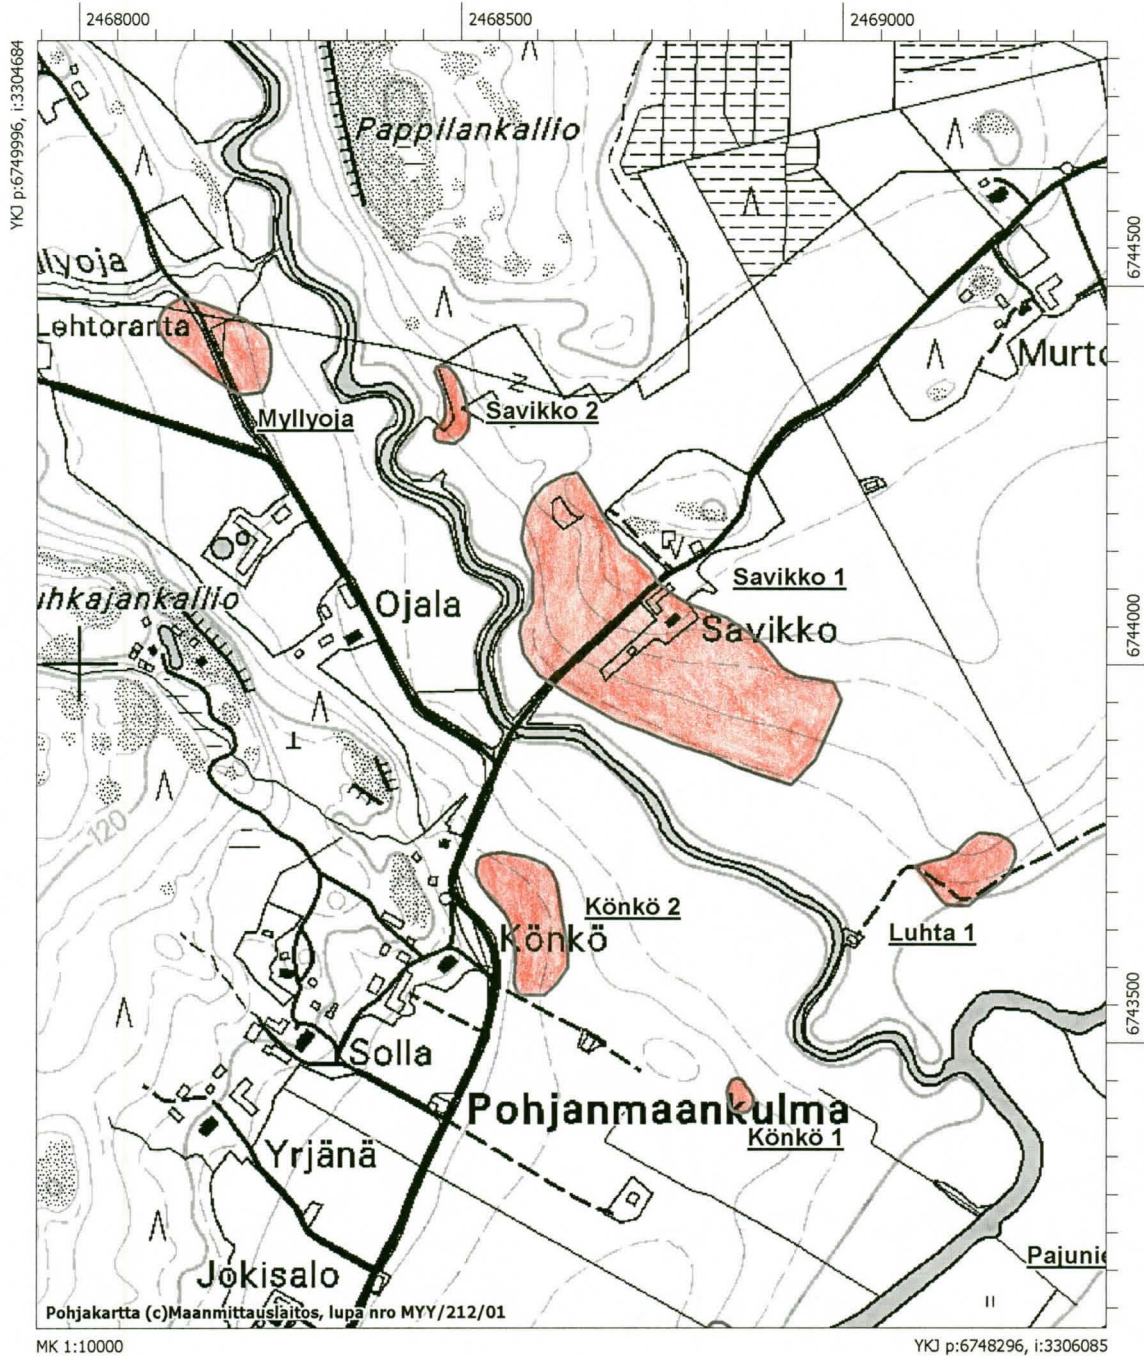 2468000
2468500
2469000
YKJ p:6749996, i:3304684
Pappilankallio
6744500
llyoja
Lehtoranta
Murto
Myllyoja
Savikko 2
Savikko 1
uhkajankallio
Ojala
Savikko
6744000
120
Könkö 2
Könkö
Luhta 1
6743500
Solla
Pohjanmaankulma
Könkö 1
Yrjänä
Pajunie
Jokisalo
Pohjakartta (c)Maanmittauslaitos, lupa nro MYY/212/01
MK 1:10000
YKJ p:6748296, i:3306085